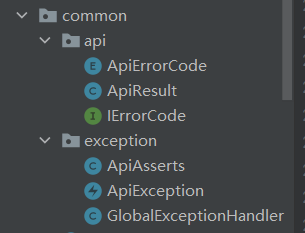 common
api
E ApiErrorCode
C ApiResult
I IErrorCode
exception
C ApiAsserts
ApiException
C GlobalExceptionHandler